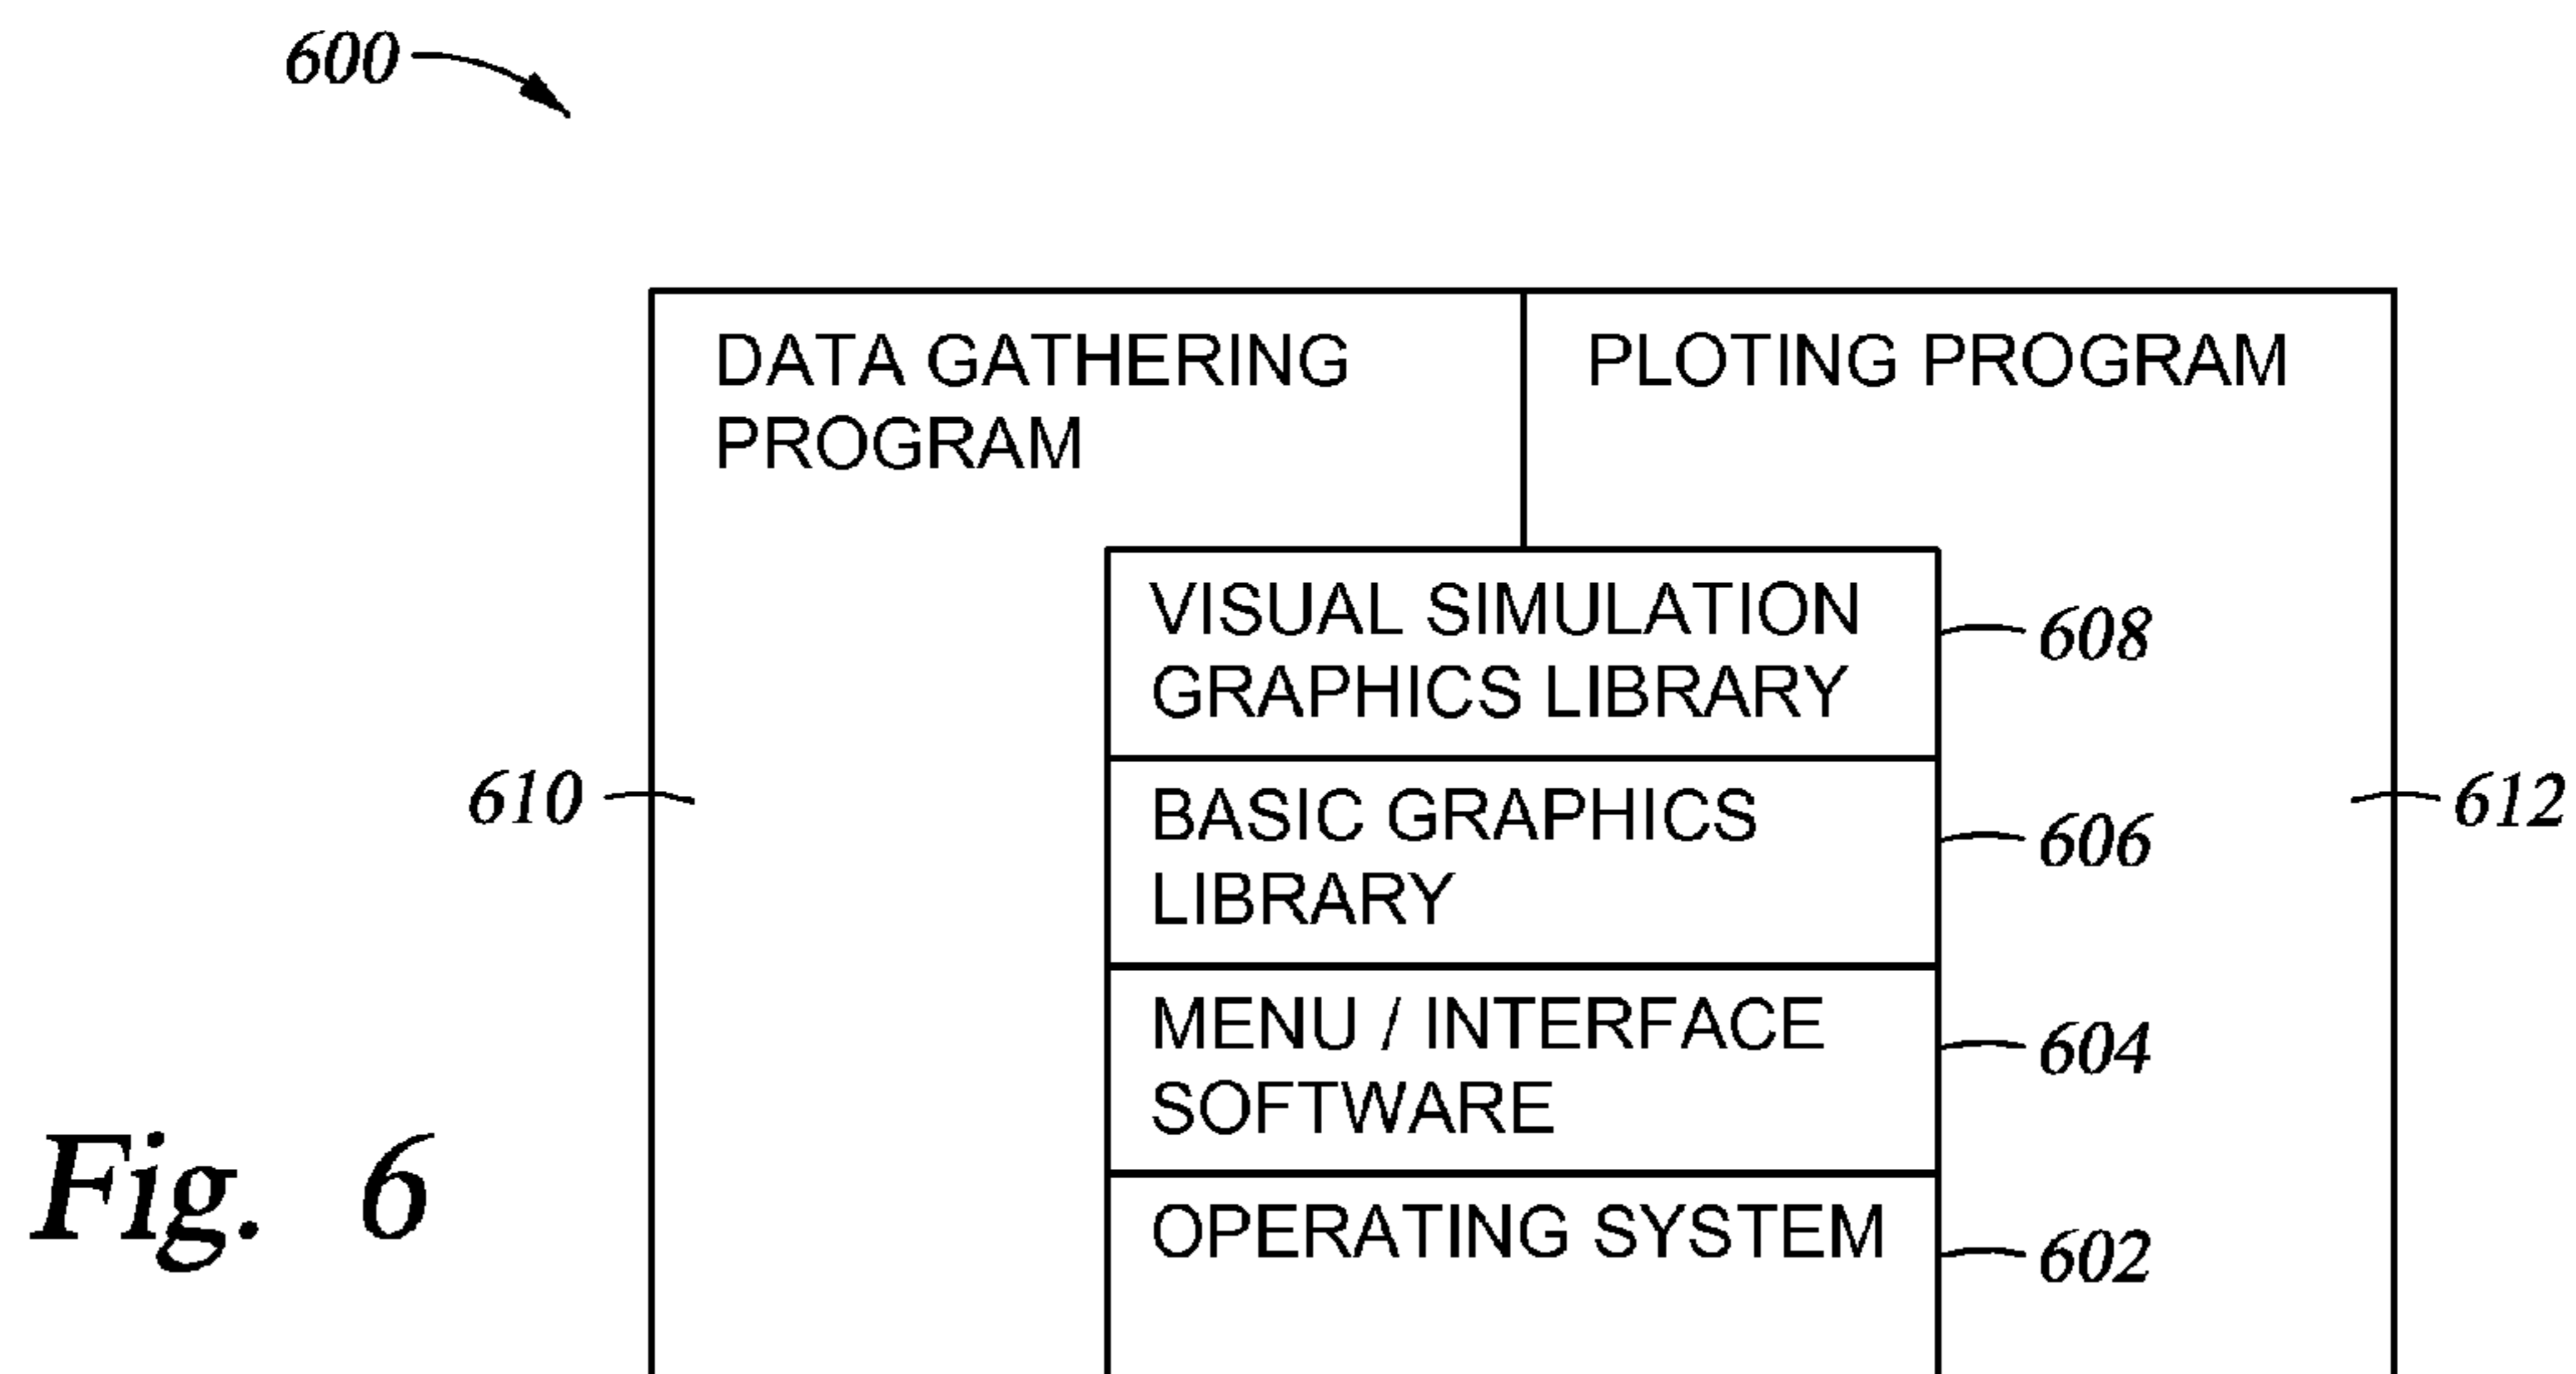 600
DATA GATHERING
PROGRAM
PLOTING PROGRAM
VISUAL SIMULATION
GRAPHICS LIBRARY
608
610
BASIC GRAPHICS
LIBRARY
606
612
MENU / INTERFACE
SOFTWARE
604
OPERATING SYSTEM
602
Fig. 6